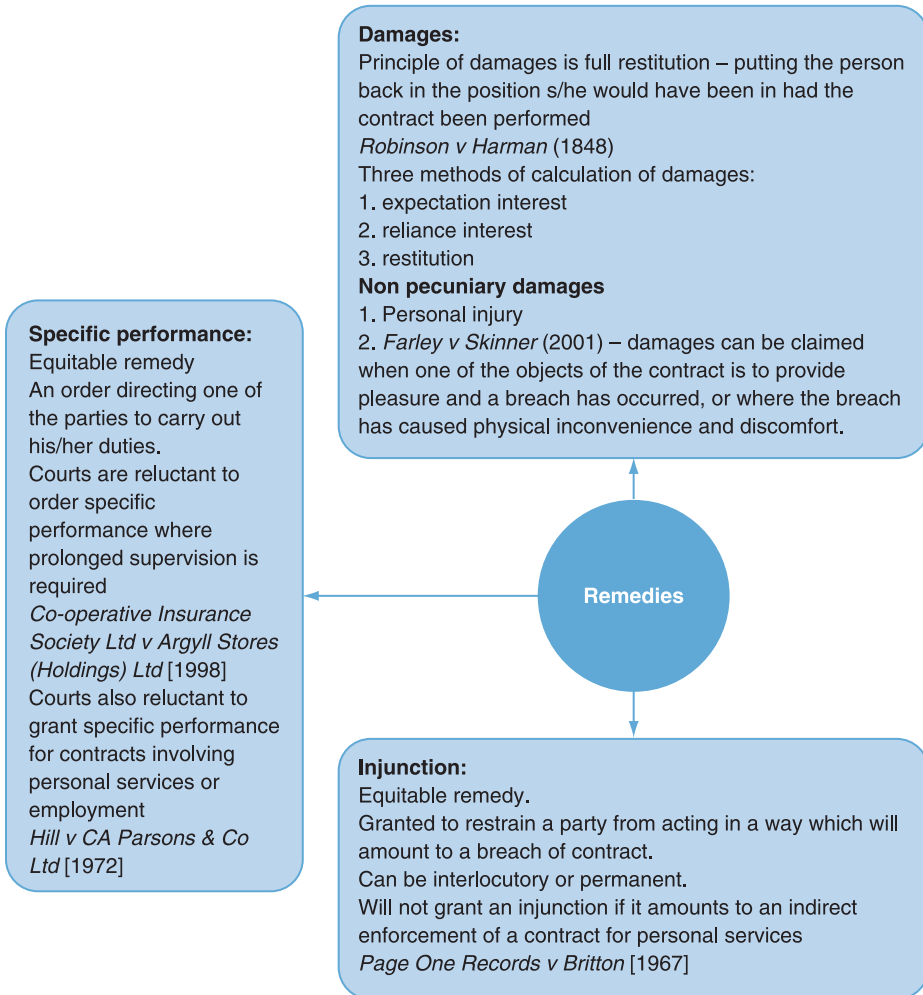 Damages:
Principle of damages is full restitution – putting the person
back in the position s/he would have been in had the
contract been performed
Robinson v Harman (1848)
Three methods of calculation of damages:
1. expectation interest
2. reliance interest
3. restitution
Non pecuniary damages
1. Personal injury
2. Farley v Skinner (2001) – damages can be claimed
when one of the objects of the contract is to provide
pleasure and a breach has occurred, or where the breach
has caused physical inconvenience and discomfort.
Specific performance:
Equitable remedy
An order directing one of
the parties to carry out
his/her duties.
Courts are reluctant to
order specific
performance where
prolonged supervision is
required
Co-operative Insurance
Society Ltd v Argyll Stores
(Holdings) Ltd [1998]
Courts also reluctant to
grant specific performance
for contracts involving
personal services or
employment
Hill v CA Parsons & Co
Ltd [1972]
Remedies
Injunction:
Equitable remedy.
Granted to restrain a party from acting in a way which will
amount to a breach of contract.
Can be interlocutory or permanent.
Will not grant an injunction if it amounts to an indirect
enforcement of a contract for personal services
Page One Records v Britton [1967]